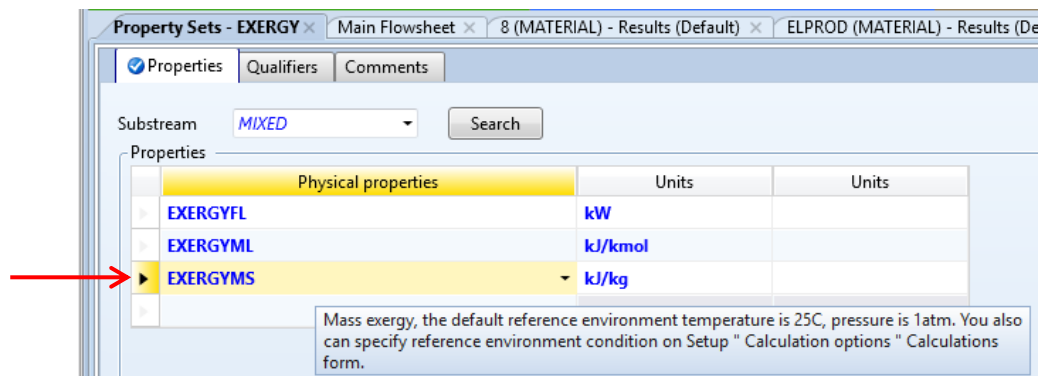 Property Sets - EXERGY × Main Flowsheet × 8 (MATERIAL) - Results (Default) × ELPROD (MATERIAL) - Results (De
Properties Qualifiers Comments
Substream MIXED Search
Properties
Physical properties Units Units
EXERGYFL kW
EXERGYML kJ/kmol
EXERGYMS kJ/kg
Mass exergy, the default reference environment temperature is 25C, pressure is 1atm. You also
can specify reference environment condition on Setup " Calculation options " Calculations
form.